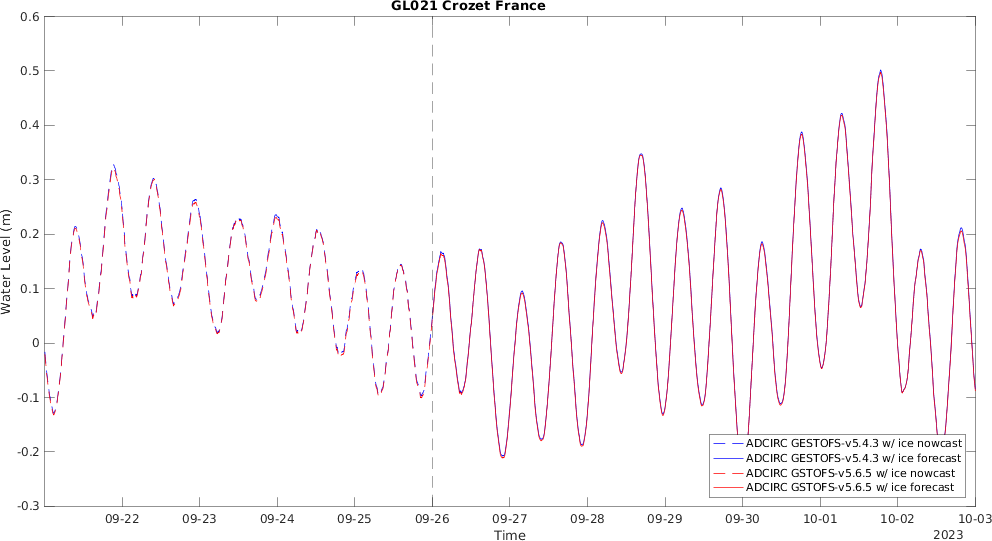 GL021 Crozet France
0.6
0.5
0.4
0.3
0.2
0.1
0
-0.1
-0.2
-0.3
Water Level (m)
ADCIRC GESTOFS-v5.4.3 w/ ice nowcast
ADCIRC GESTOFS-v5.4.3 w/ ice forecast
ADCIRC GSTOFS-v5.6.5 w/ ice nowcast
ADCIRC GSTOFS-v5.6.5 w/ ice forecast
09-22 09-23 09-24 09-25 09-26 09-27 09-28 09-29 09-30 10-01 10-02 10-03
Time
2023